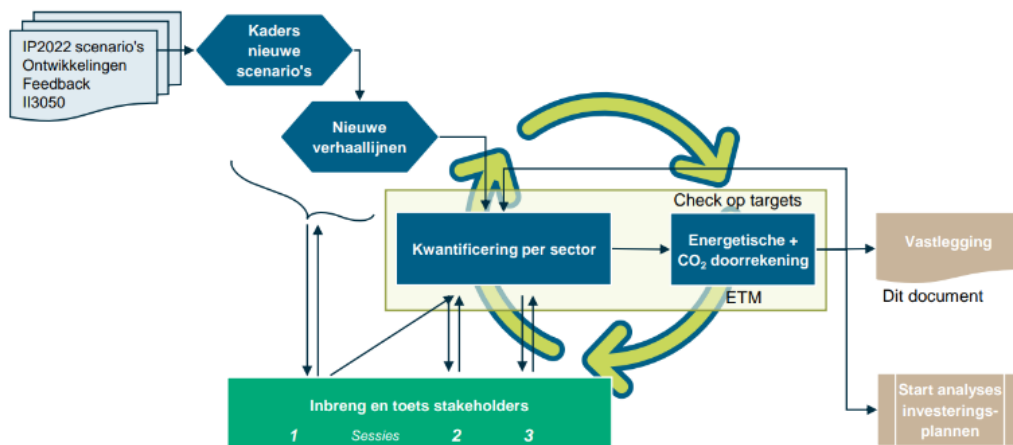 IP2022 scenario's
Ontwikkelingen
Feedback
II3050
Kaders
nieuwe
scenario's
Nieuwe
verhaallijnen
Check op targets
Kwantificering per sector
Energetische +
CO₂ doorrekening
ETM
Vastlegging
Dit document
Inbreng en toets stakeholders
1 Sessies 2 3
Start analyses
investerings-
plannen